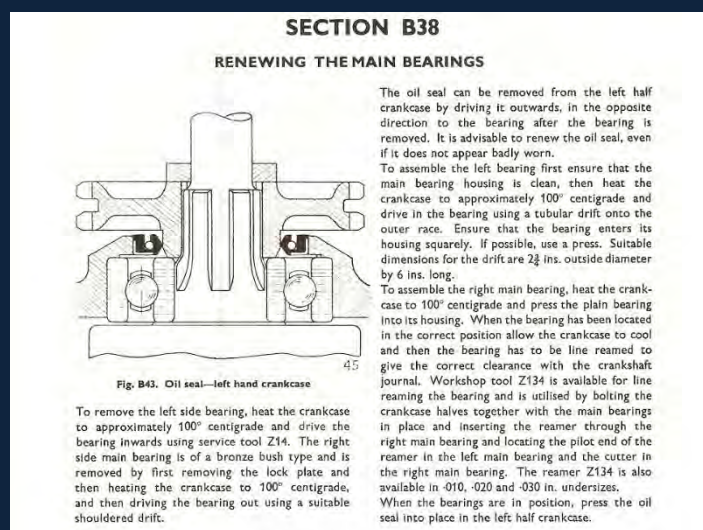 SECTION B38
RENEWING THE MAIN BEARINGS
45
Fig. B43. Oil seal—left hand crankcase
To remove the left side bearing, heat the crankcase
to approximately 100° centigrade and drive the
bearing inwards using service tool Z14. The right
side main bearing is of a bronze bush type and is
removed by first removing the lock plate and
then heating the crankcase to 100° centigrade,
and then driving the bearing out using a suitable
shouldered drift.
The oil seal can be removed from the left half
crankcase by driving it outwards, in the opposite
direction to the bearing after the bearing is
removed. It is advisable to renew the oil seal, even
if it does not appear badly worn.
To assemble the left bearing first ensure that the
main bearing housing is clean, then heat the
crankcase to approximately 100° centigrade and
drive in the bearing using a tubular drift onto the
outer race. Ensure that the bearing enters its
housing squarely. If possible, use a press. Suitable
dimensions for the drift are 2¾ ins. outside diameter
by 6 ins. long.
To assemble the right main bearing, heat the crank-
case to 100° centigrade and press the plain bearing
into its housing. When the bearing has been located
in the correct position allow the crankcase to cool
and then the bearing has to be line reamed to
give the correct clearance with the crankshaft
journal. Workshop tool Z134 is available for line
reaming the bearing and is utilised by bolting the
crankcase halves together with the main bearings
in place and inserting the reamer through the
right main bearing and locating the pilot end of the
reamer in the left main bearing and the cutter in
the right main bearing. The reamer Z134 is also
available in ·010, ·020 and ·030 in. undersizes.
When the bearings are in position, press the oil
seal into place in the left half crankcase.